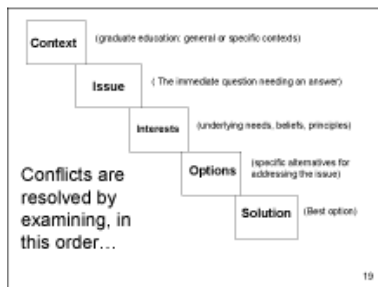 Context
(graduate education: general or specific contexts)
Issue
( The immediate question needing an answer)
Interests
(underlying needs, beliefs, principles)
Options
(specific alternatives for
addressing the issue)
Solution
(Best option)
Conflicts are
resolved by
examining, in
this order…
19